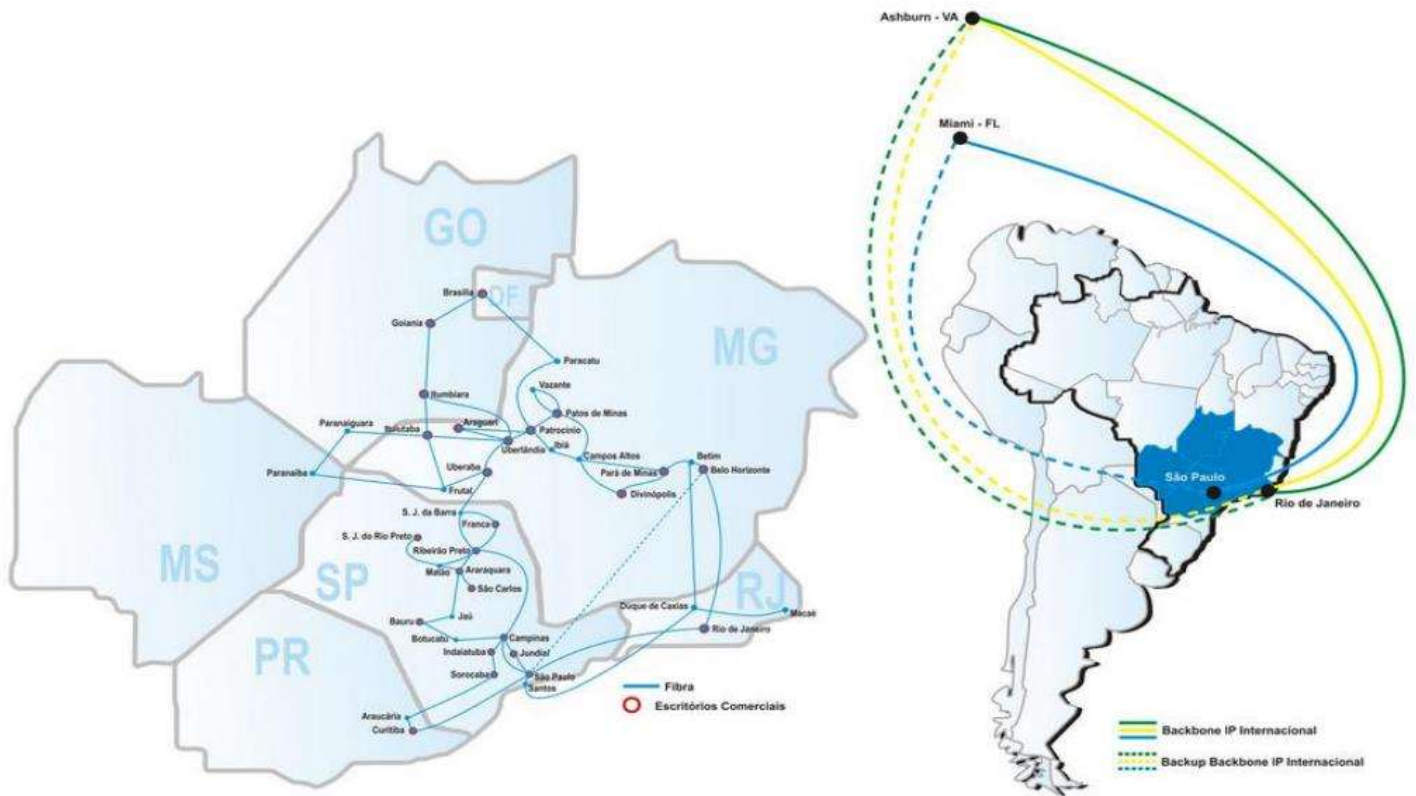 GO
DF
MG
MS
SP
PR
RJ
Brasília
Goiania
Paracatu
Vazante
Itumbiara
Patos de Minas
Araguari
Paranaiguara
Ituiutaba
Patrocínio
Uberlândia
Ibiá
Campos Altos
Betim
Paranaíba
Uberaba
Pará de Minas
Belo Horizonte
Frutal
Divinópolis
S. J. da Barra
Franca
S. J. do Rio Preto
Ribeirão Preto
Matão
Araraquara
São Carlos
Duque de Caxias
Macaé
Jaú
Bauru
Rio de Janeiro
Botucatu
Campinas
Indaiatuba
Jundiaí
Sorocaba
São Paulo
Santos
Araucária
Curitiba
Fibra
Escritórios Comerciais
Ashburn - VA
Miami - FL
São Paulo
Rio de Janeiro
Backbone IP Internacional
Backup Backbone IP Internacional